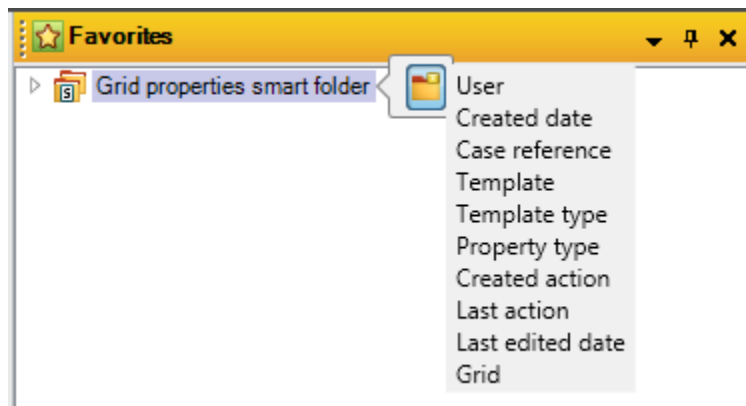 Favorites
Grid properties smart folder
User
Created date
Case reference
Template
Template type
Property type
Created action
Last action
Last edited date
Grid